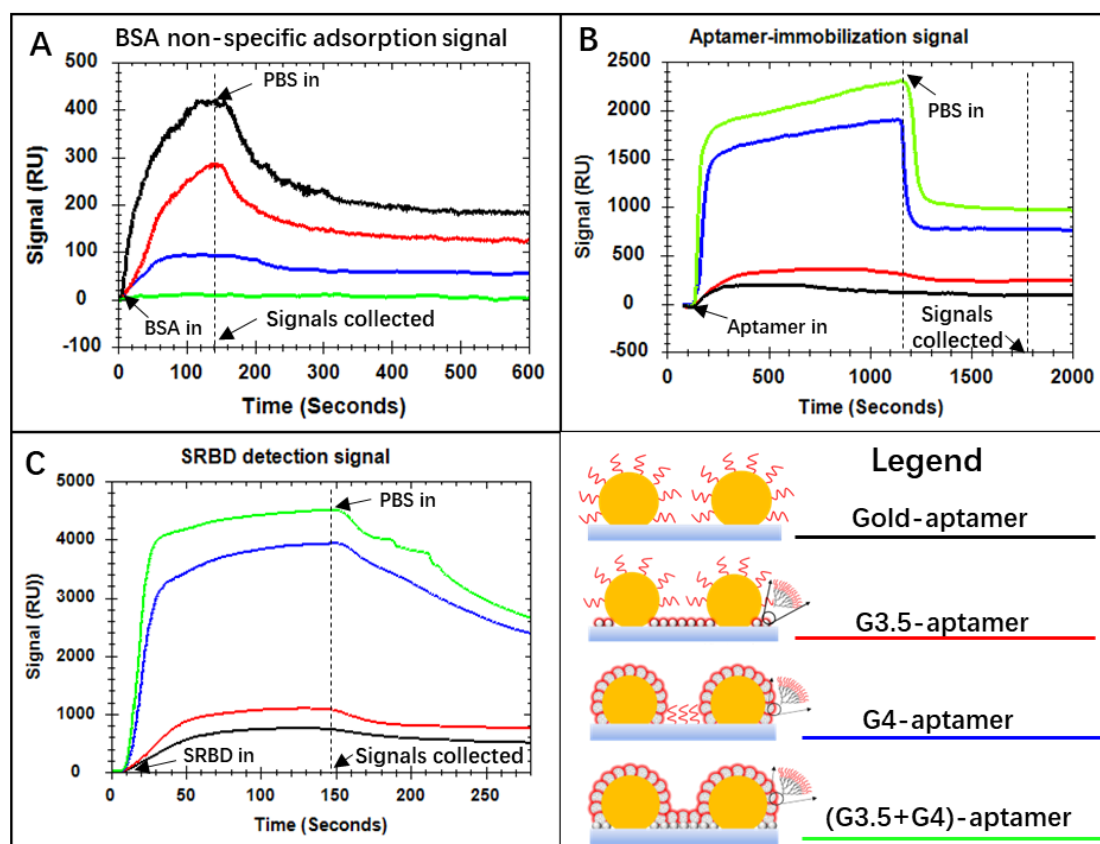 A
BSA non-specific adsorption signal
500
400
300
200
100
0
-100
Signal (RU)
PBS in
BSA in
Signals collected
0
100
200
300
400
500
600
Time (Seconds)
B
Aptamer-immobilization signal
2500
2000
1500
1000
500
0
-500
Signal (RU)
PBS in
Aptamer in
Signals
collected
0
500
1000
1500
2000
Time (Seconds)
C
SRBD detection signal
5000
4000
3000
2000
1000
0
Signal (RU))
PBS in
SRBD in
Signals collected
0
50
100
150
200
250
Time (Seconds)
Legend
Gold-aptamer
G3.5-aptamer
G4-aptamer
(G3.5+G4)-aptamer